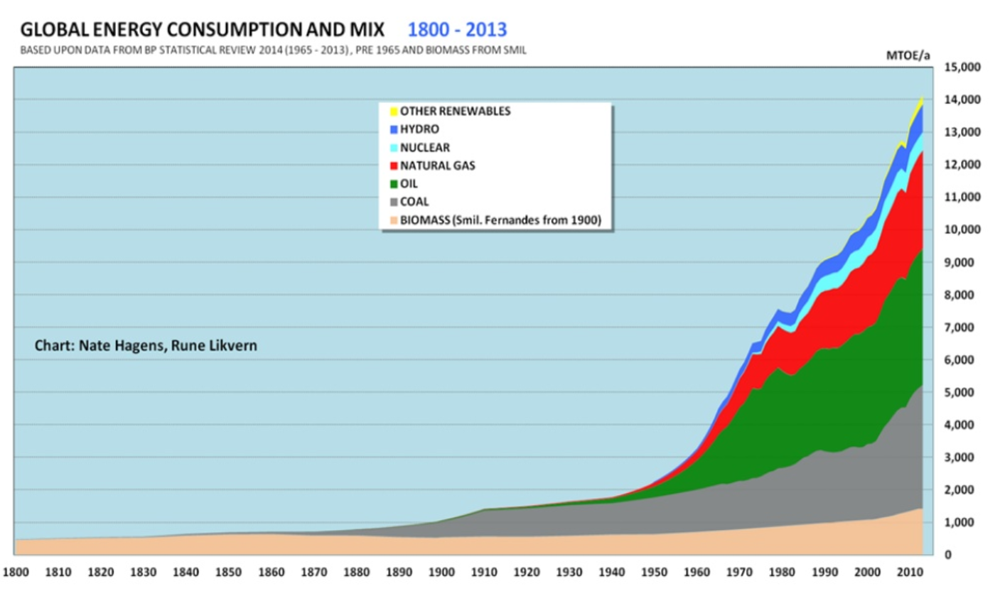 GLOBAL ENERGY CONSUMPTION AND MIX 1800 - 2013
BASED UPON DATA FROM BP STATISTICAL REVIEW 2014 (1965 - 2013) , PRE 1965 AND BIOMASS FROM SMIL
MTOE/a
15,000
14,000
13,000
12,000
11,000
10,000
9,000
8,000
7,000
6,000
5,000
4,000
3,000
2,000
1,000
0
OTHER RENEWABLES
HYDRO
NUCLEAR
NATURAL GAS
OIL
COAL
BIOMASS (Smil. Fernandes from 1900)
Chart: Nate Hagens, Rune Likvern
1800 1810 1820 1830 1840 1850 1860 1870 1880 1890 1900 1910 1920 1930 1940 1950 1960 1970 1980 1990 2000 2010